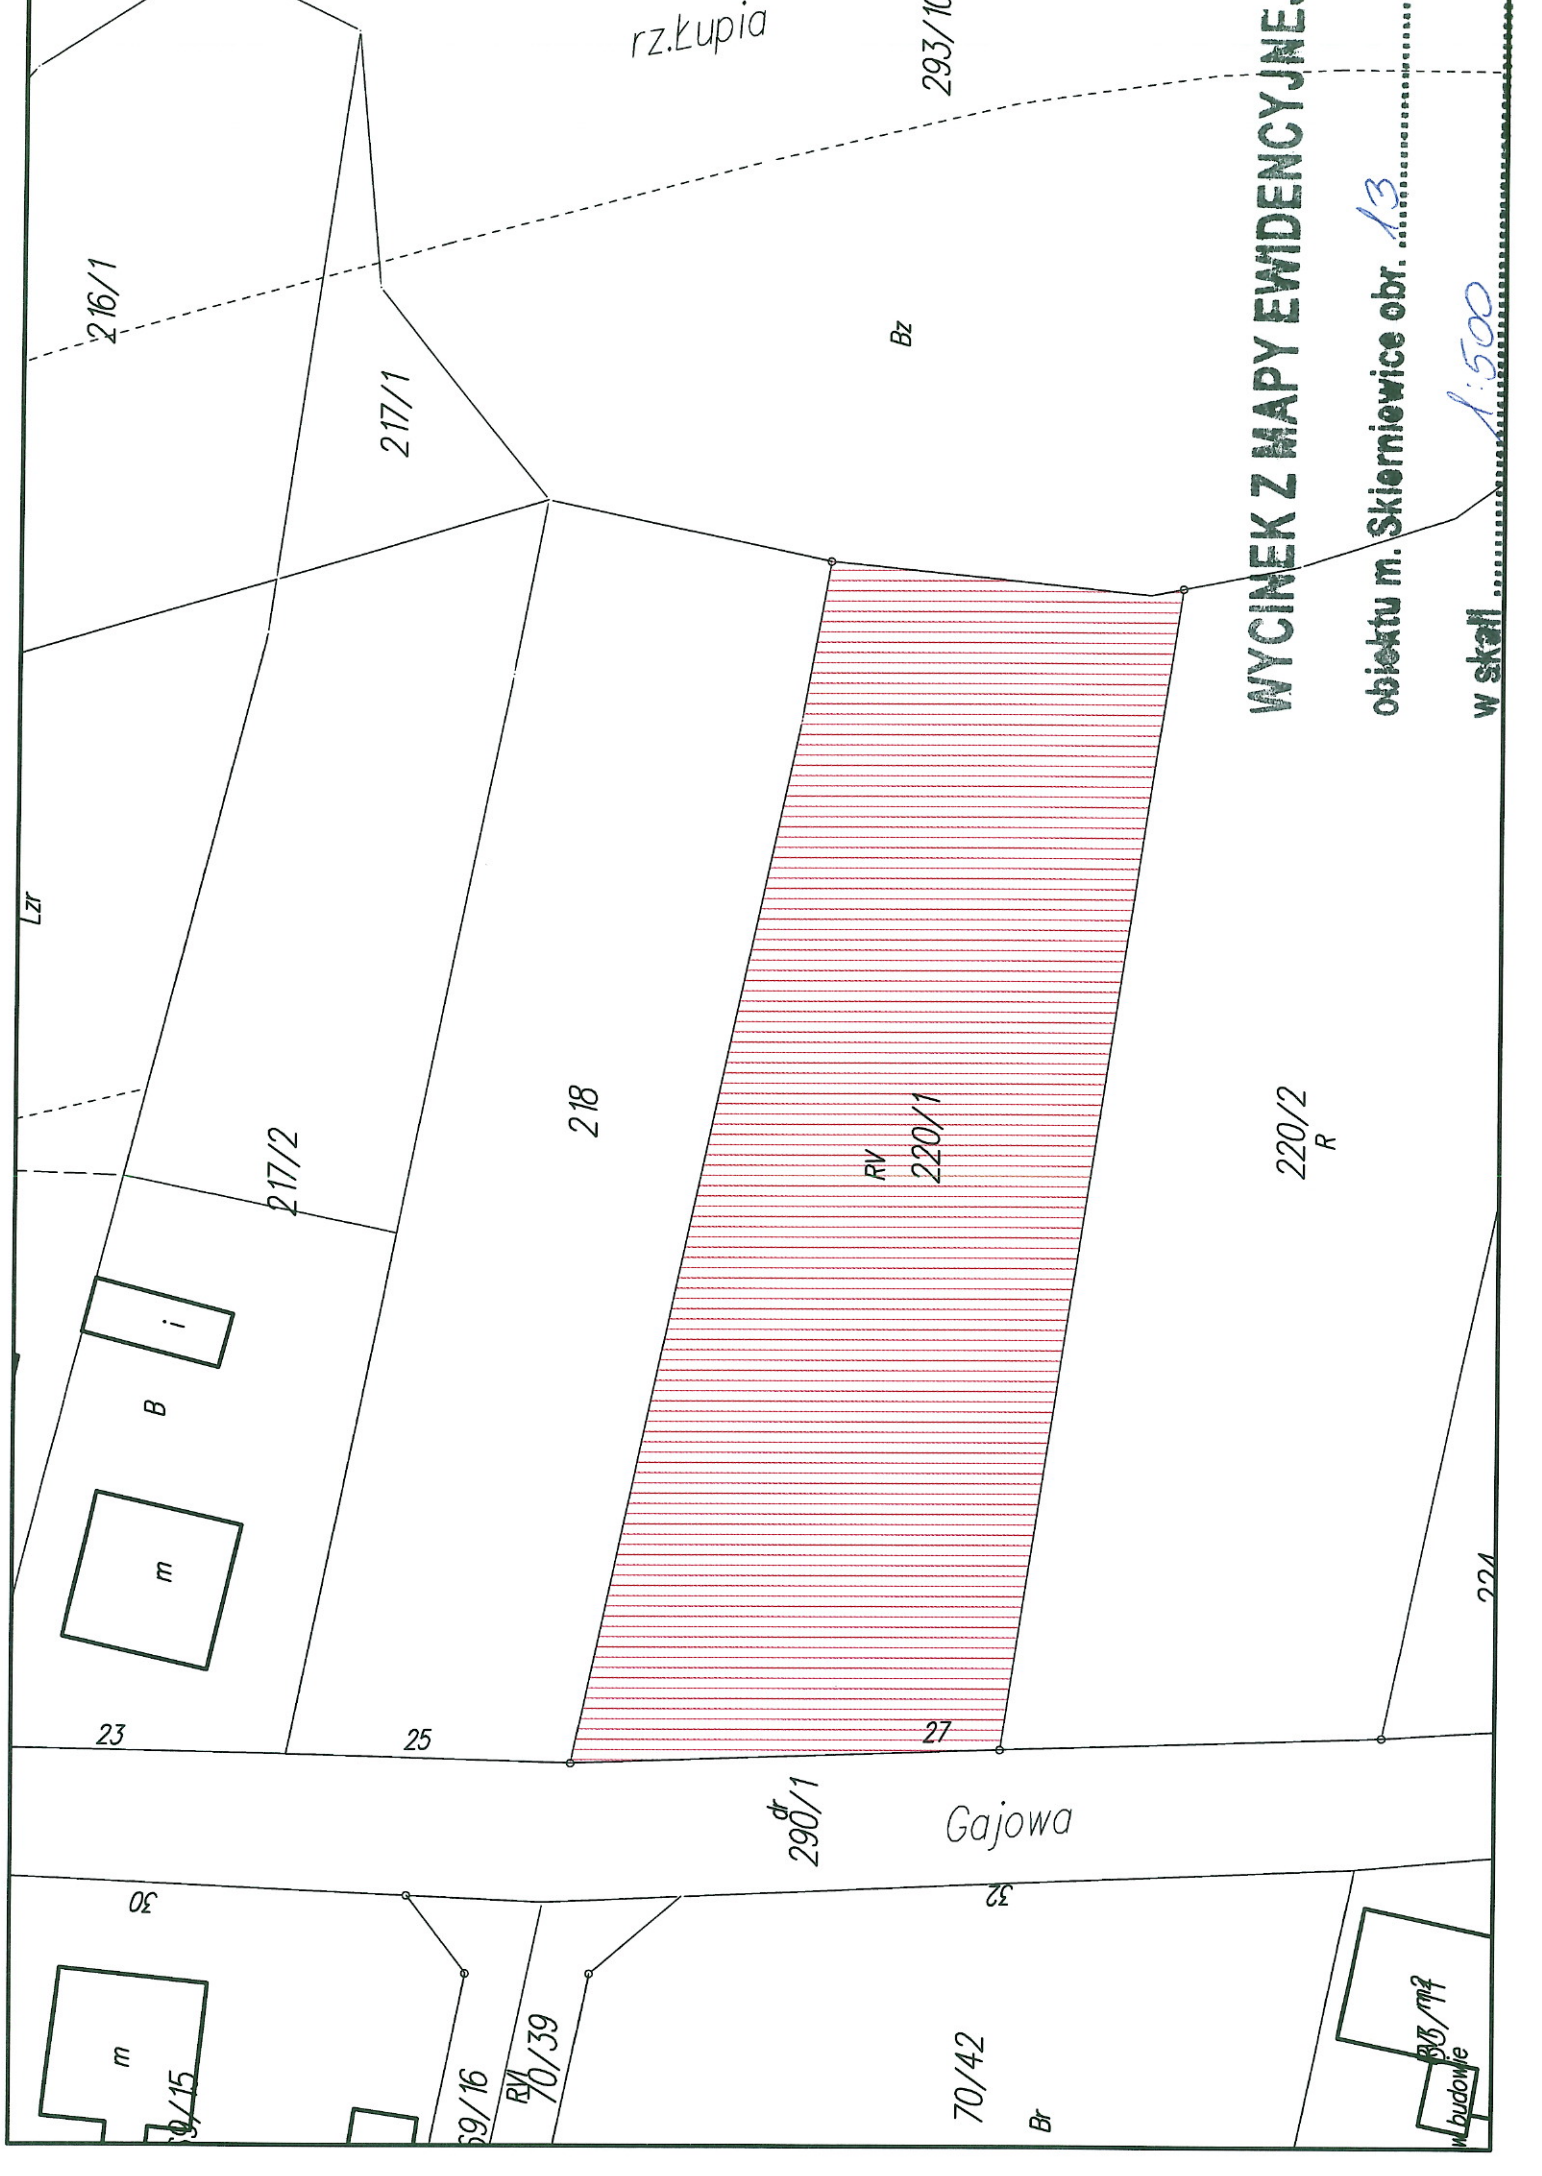 rz.Łupia
293/10
216/1
217/1
Bz
WYCINEK Z MAPY EWIDENCYJNEJ
obiektu m. Skierniewice obr. 13
w skali 1:500
Lzr
217/2
218
RV
220/1
220/2
R
i
B
m
23
25
27
dr
290/1
Gajowa
30
32
m
69/16
RV
70/39
70/42
Br
w budowie